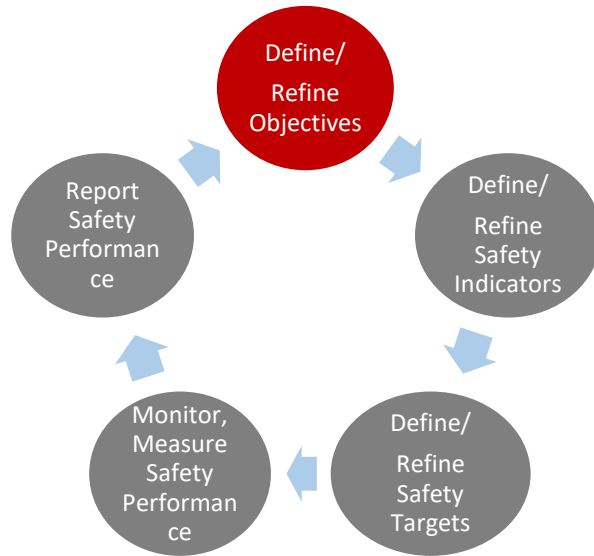 Define/
Refine
Objectives
Define/
Refine
Safety
Indicators
Define/
Refine
Safety
Targets
Monitor,
Measure
Safety
Performan
ce
Report
Safety
Performan
ce